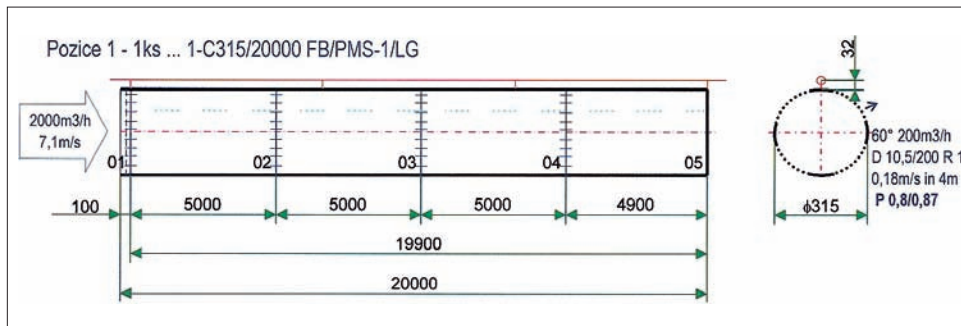 Pozice 1 - 1ks ... 1-C315/20000 FB/PMS-1/LG
32
2000m3/h
7,1m/s
01
02
03
04
05
60° 200m3/h
D 10,5/200 R 1
0,18m/s in 4m
P 0,8/0,87
100
5000
5000
5000
4900
ϕ315
19900
20000